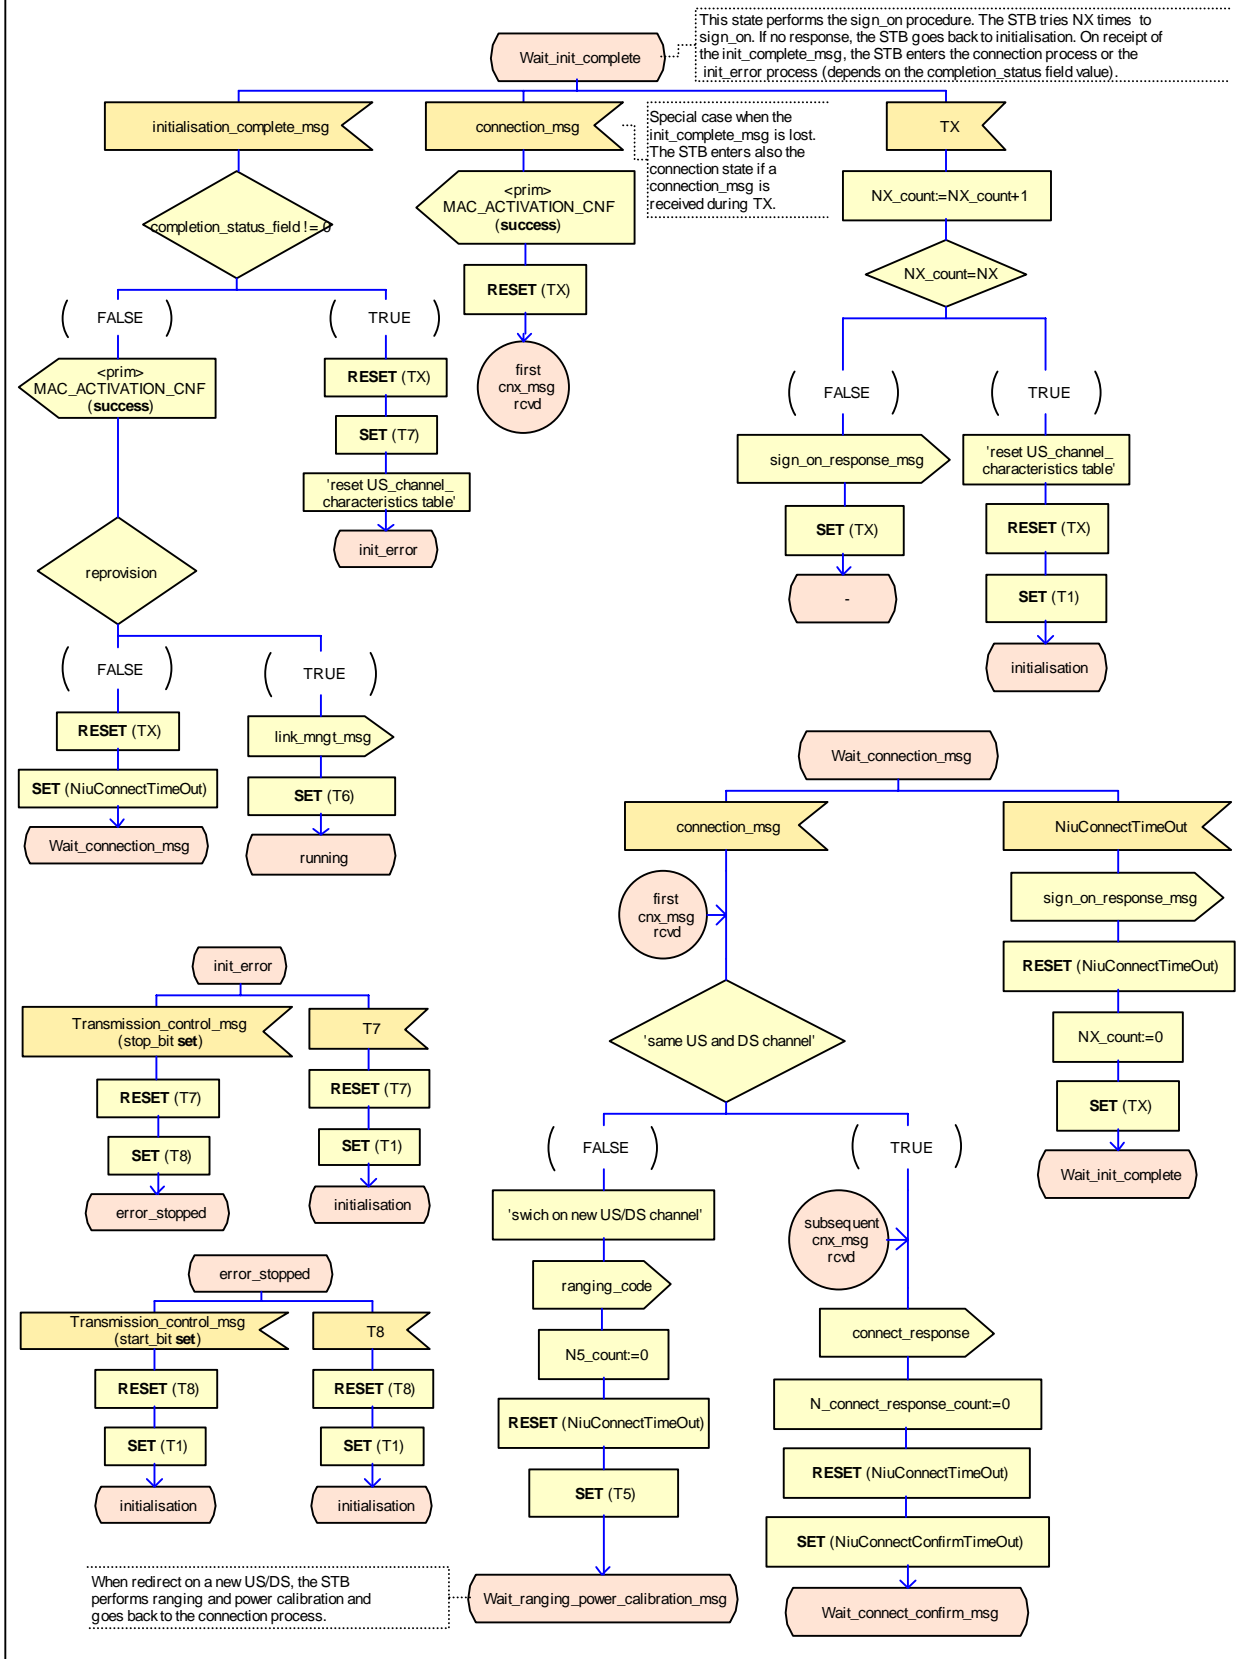 This state performs the sign_on procedure. The STB tries NX times to
sign_on. If no response, the STB goes back to initialisation. On receipt of
the init_complete_msg, the STB enters the connection process or the
init_error process (depends on the completion_status field value).
Wait_init_complete
initialisation_complete_msg
connection_msg
Special case when the
init_complete_msg is lost.
The STB enters also the
connection state if a
connection_msg is
received during TX.
TX
completion_status_field != 0
<prim>
MAC_ACTIVATION_CNF
(success)
NX_count:=NX_count+1
RESET (TX)
NX_count=NX
( FALSE )
( TRUE )
first
cnx_msg
rcvd
<prim>
MAC_ACTIVATION_CNF
(success)
RESET (TX)
SET (T7)
'reset US_channel_
characteristics table'
init_error
( FALSE )
( TRUE )
sign_on_response_msg
'reset US_channel_
characteristics table'
SET (TX)
RESET (TX)
-
SET (T1)
initialisation
reprovision
( FALSE )
( TRUE )
RESET (TX)
link_mngt_msg
SET (NiuConnectTimeOut)
SET (T6)
Wait_connection_msg
running
Wait_connection_msg
connection_msg
NiuConnectTimeOut
first
cnx_msg
rcvd
sign_on_response_msg
RESET (NiuConnectTimeOut)
'same US and DS channel'
NX_count:=0
SET (TX)
Wait_init_complete
init_error
Transmission_control_msg
(stop_bit set)
T7
RESET (T7)
RESET (T7)
SET (T8)
SET (T1)
error_stopped
initialisation
( FALSE )
( TRUE )
'swich on new US/DS channel'
subsequent
cnx_msg
rcvd
ranging_code
connect_response
N5_count:=0
N_connect_response_count:=0
RESET (NiuConnectTimeOut)
RESET (NiuConnectTimeOut)
SET (T5)
SET (NiuConnectConfirmTimeOut)
Wait_ranging_power_calibration_msg
Wait_connect_confirm_msg
error_stopped
Transmission_control_msg
(start_bit set)
T8
RESET (T8)
RESET (T8)
SET (T1)
SET (T1)
initialisation
initialisation
When redirect on a new US/DS, the STB
performs ranging and power calibration and
goes back to the connection process.